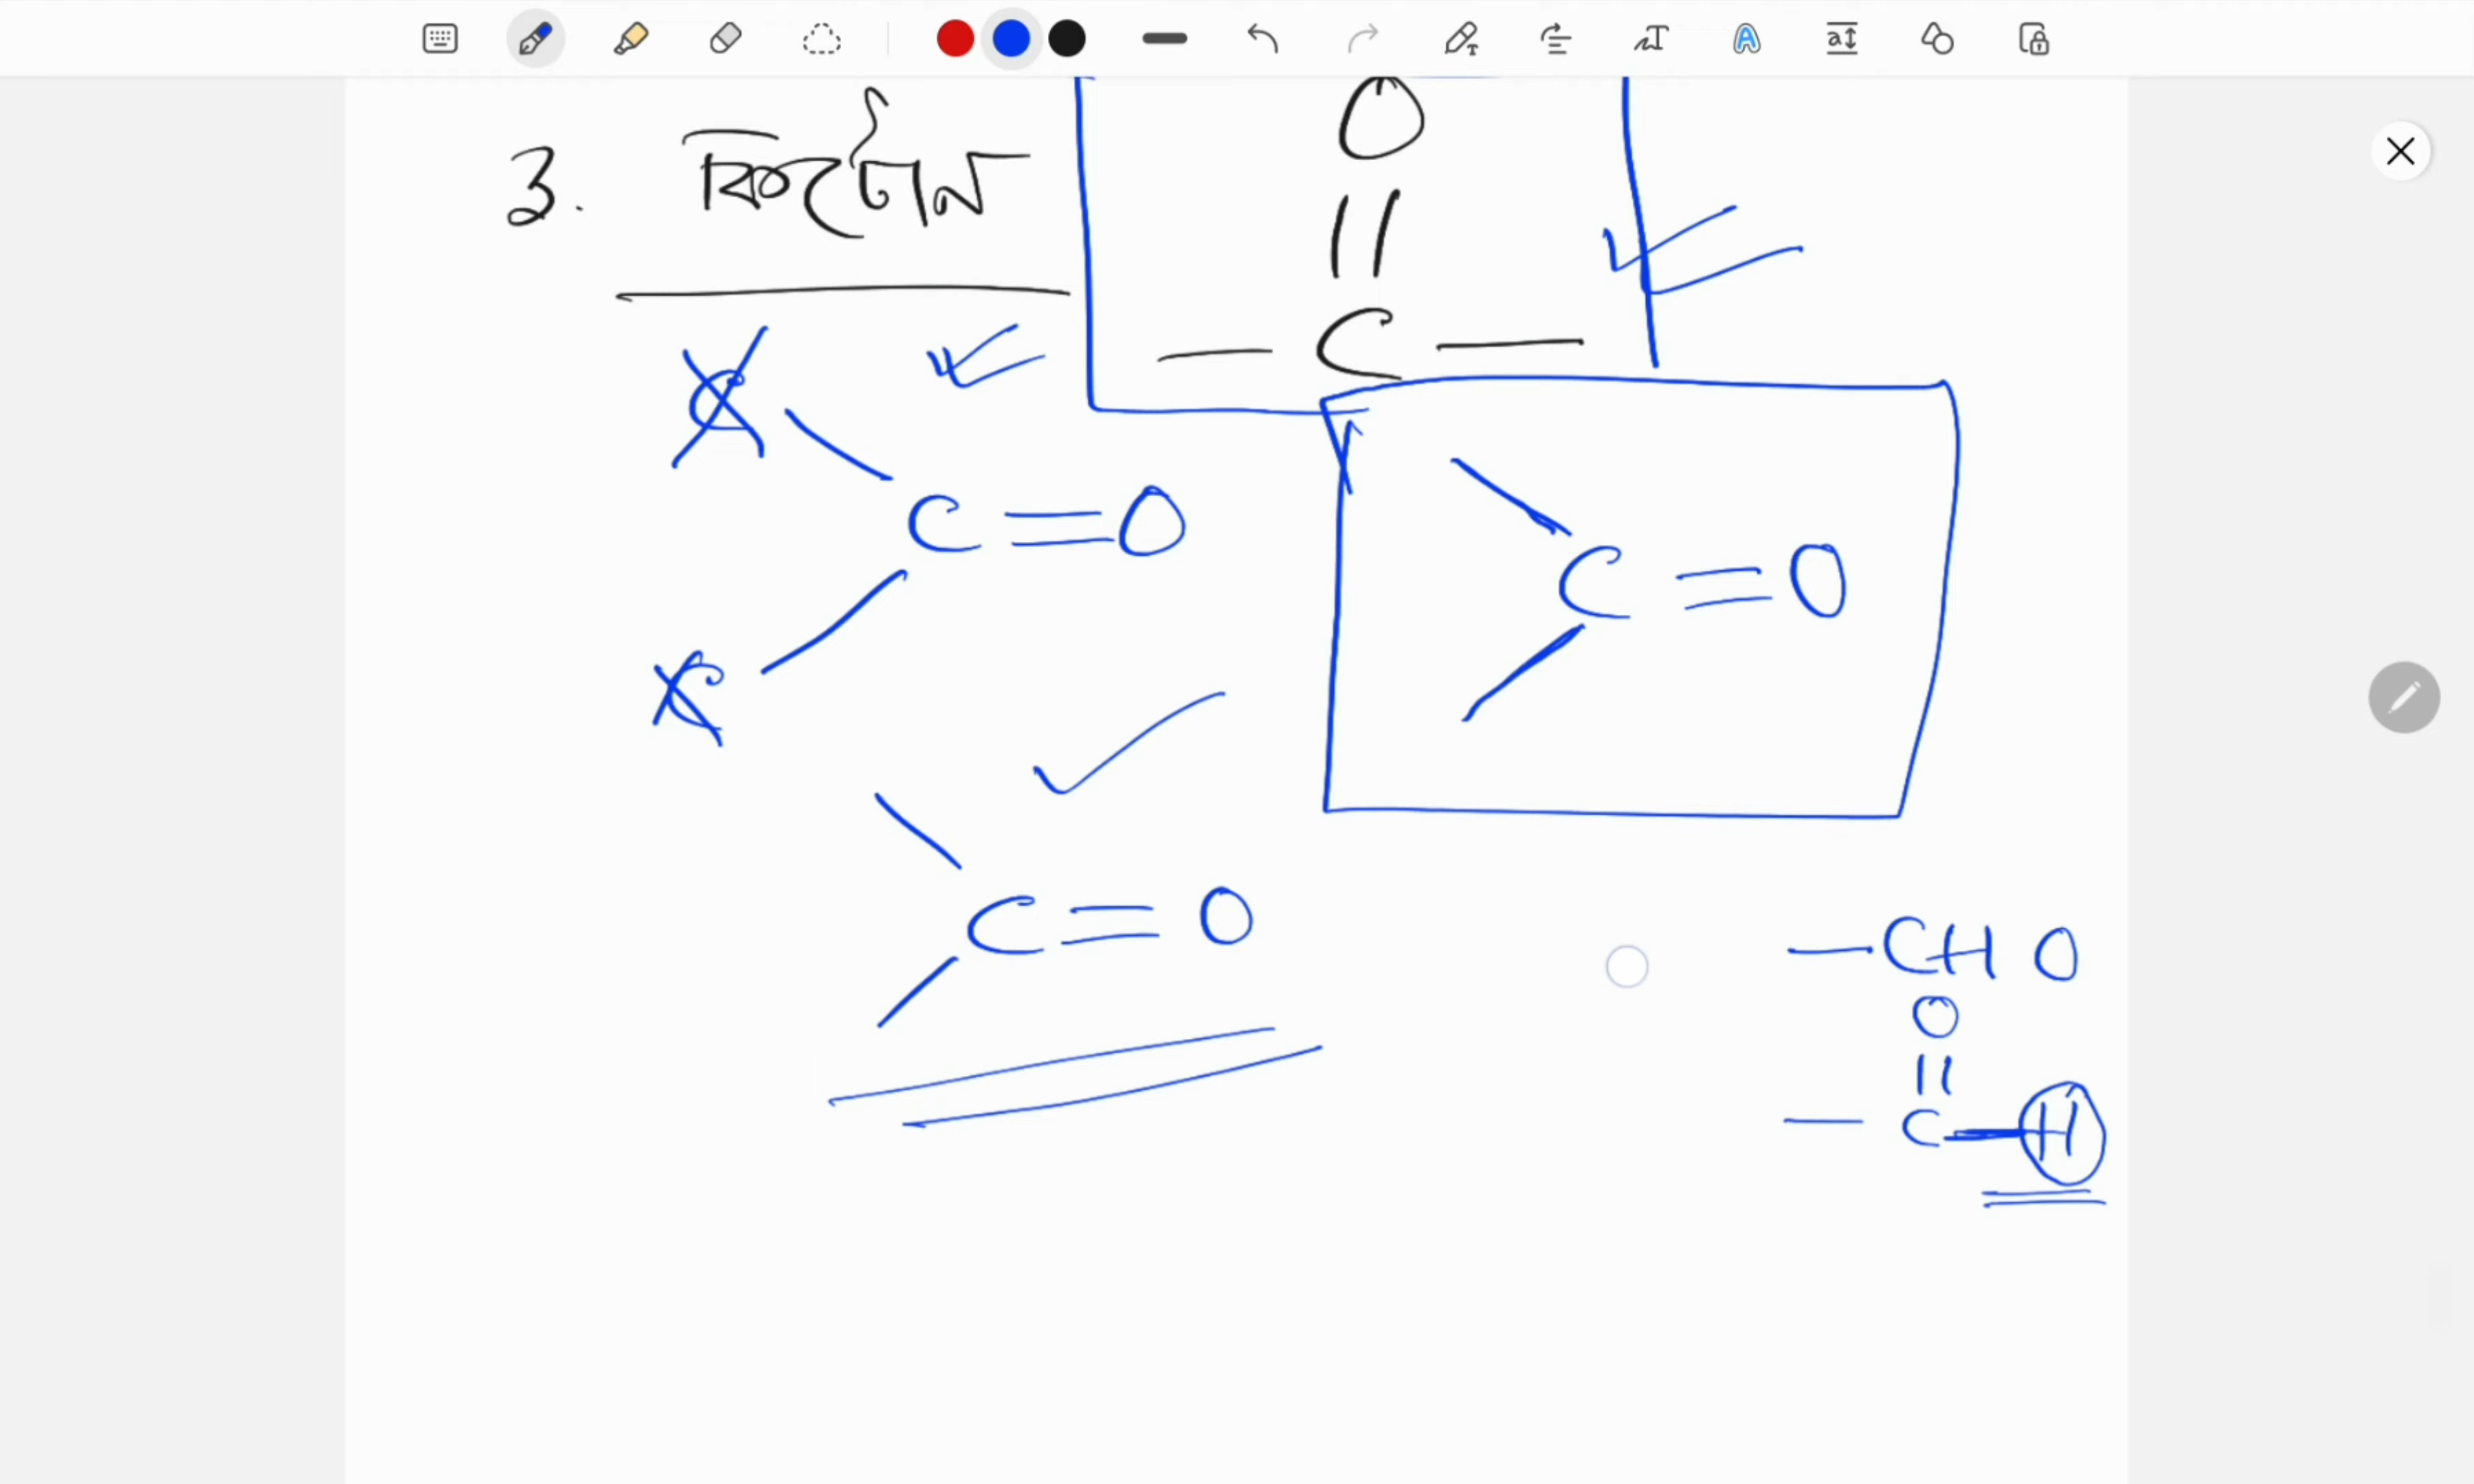 3. কিটোন
O
||
— C —
C
C = O
C
C = O
C = O
— CHO
O
||
— C — H